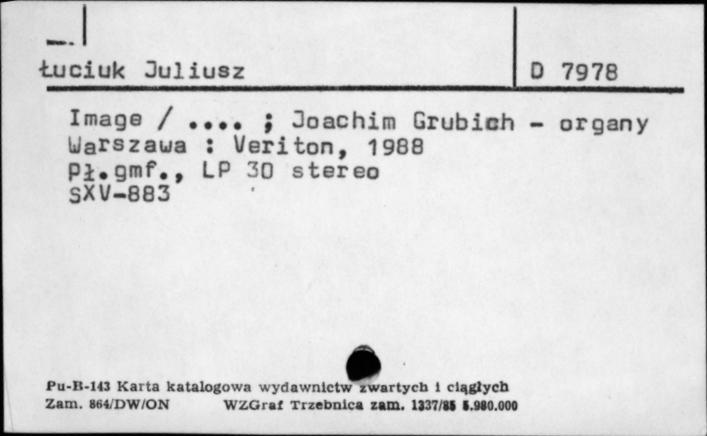 Łuciuk Juliusz
D 7978
Image / .... ; Joachim Grubich - organy
Warszawa : Veriton, 1988
Pł.gmf., LP 30 stereo
SXV-883
Pu-B-143 Karta katalogowa wydawnictw zwartych i ciągłych
Zam. 864/DW/ON WZGraf Trzebnica zam. 1337/85 5.980.000